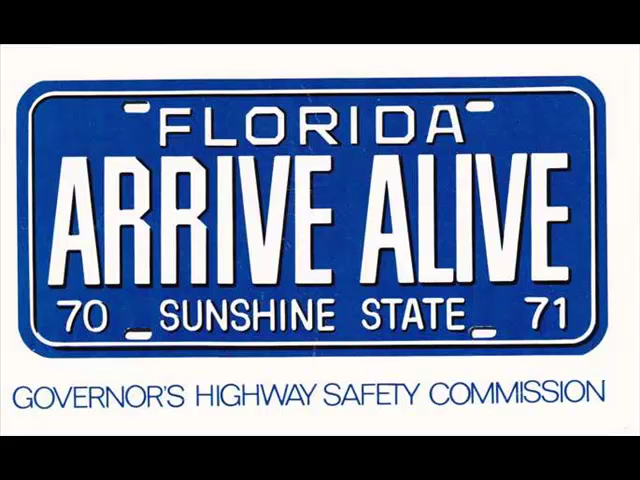 FLORIDA
ARRIVE ALIVE
70 SUNSHINE STATE 71
GOVERNOR'S HIGHWAY SAFETY COMMISSION